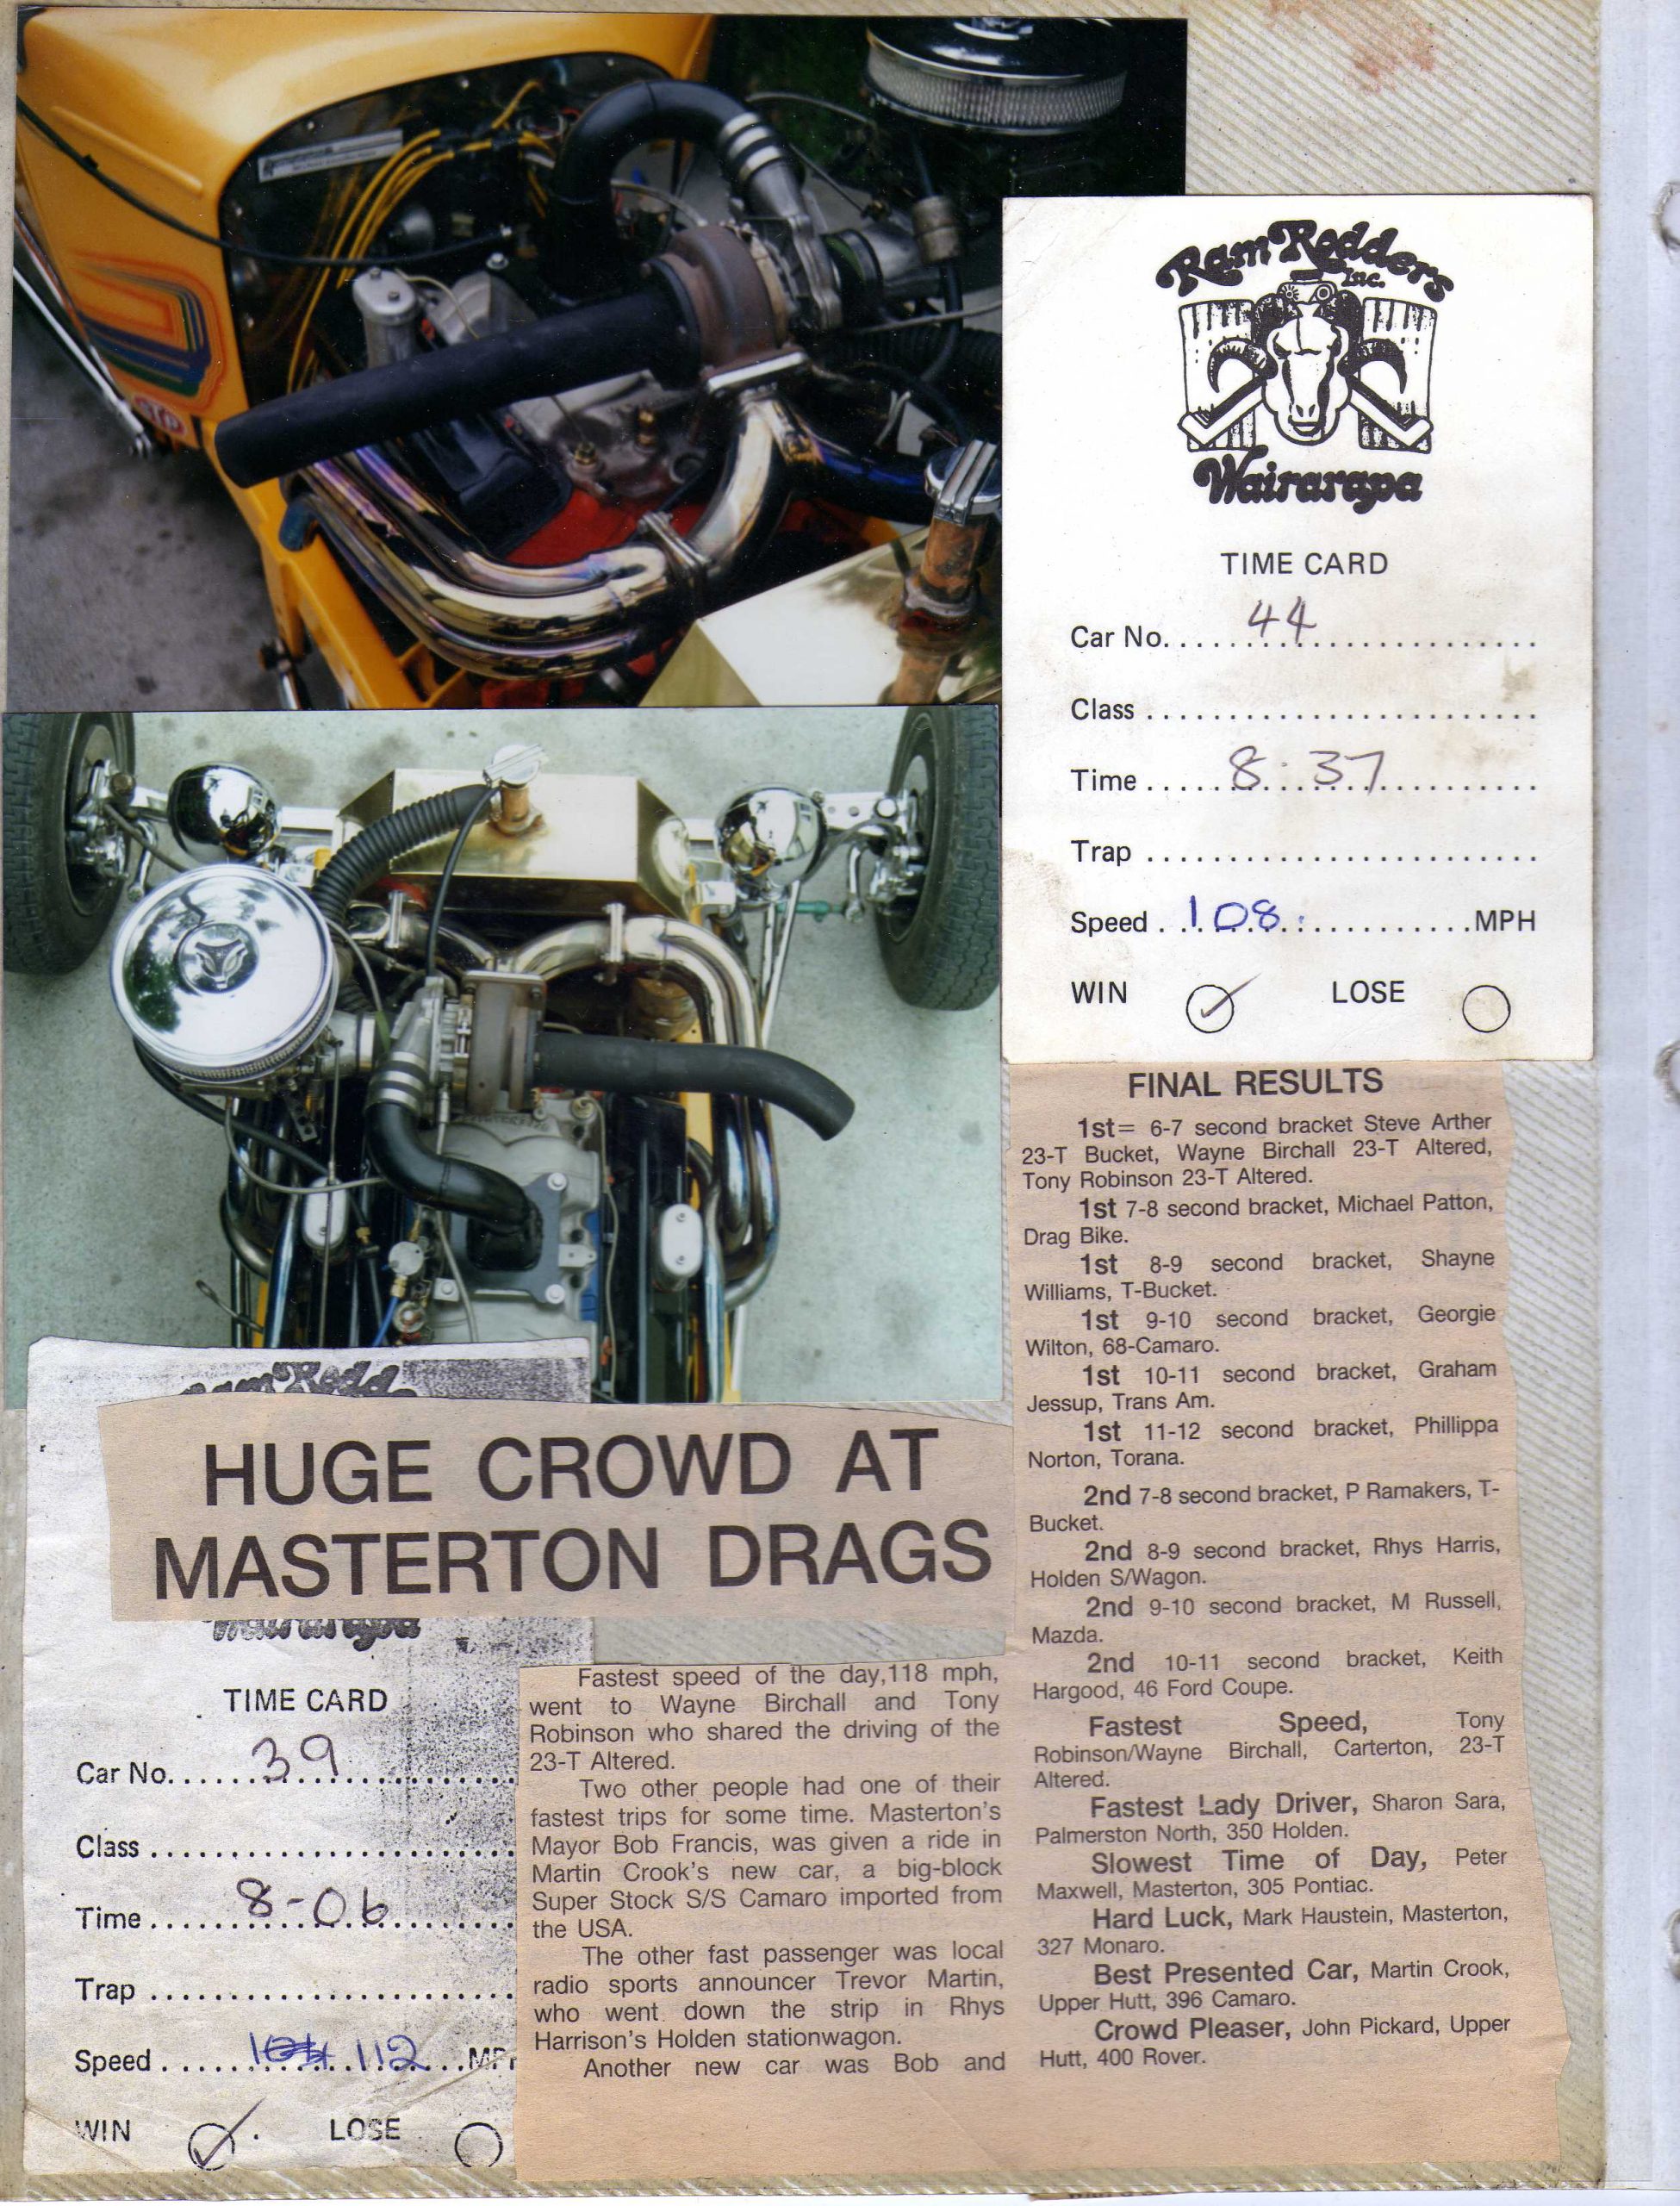 Ram Rodders
Inc.
Wairarapa
TIME CARD
Car No. 44
Class
Time 8:37
Trap
Speed 108. MPH
WIN LOSE
FINAL RESULTS
1st= 6-7 second bracket Steve Arther
23-T Bucket, Wayne Birchall 23-T Altered,
Tony Robinson 23-T Altered.
1st 7-8 second bracket, Michael Patton,
Drag Bike.
1st 8-9 second bracket, Shayne
Williams, T-Bucket.
1st 9-10 second bracket, Georgie
Wilton, 68-Camaro.
1st 10-11 second bracket, Graham
Jessup, Trans Am.
1st 11-12 second bracket, Phillippa
Norton, Torana.
2nd 7-8 second bracket, P Ramakers, T-
Bucket.
2nd 8-9 second bracket, Rhys Harris,
Holden S/Wagon.
2nd 9-10 second bracket, M Russell,
Mazda.
2nd 10-11 second bracket, Keith
Hargood, 46 Ford Coupe.
Fastest Speed, Tony
Robinson/Wayne Birchall, Carterton, 23-T
Altered.
Fastest Lady Driver, Sharon Sara,
Palmerston North, 350 Holden.
Slowest Time of Day, Peter
Maxwell, Masterton, 305 Pontiac.
Hard Luck, Mark Haustein, Masterton,
327 Monaro.
Best Presented Car, Martin Crook,
Upper Hutt, 396 Camaro.
Crowd Pleaser, John Pickard, Upper
Hutt, 400 Rover.
HUGE CROWD AT
MASTERTON DRAGS
Wairarapa
TIME CARD
Car No. 39
Class
Time 8-06
Trap
Speed 112 MPH
WIN LOSE
Fastest speed of the day,118 mph,
went to Wayne Birchall and Tony
Robinson who shared the driving of the
23-T Altered.
Two other people had one of their
fastest trips for some time. Masterton's
Mayor Bob Francis, was given a ride in
Martin Crook's new car, a big-block
Super Stock S/S Camaro imported from
the USA.
The other fast passenger was local
radio sports announcer Trevor Martin,
who went down the strip in Rhys
Harrison's Holden stationwagon.
Another new car was Bob and